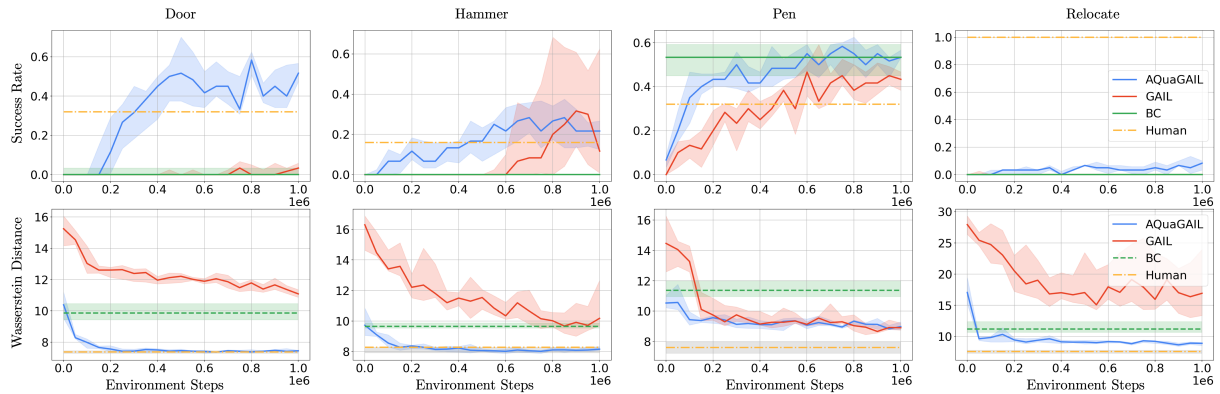 Door
Hammer
Pen
Relocate
Success Rate
0.6
0.4
0.2
0.0
0.0 0.2 0.4 0.6 0.8 1.0
1e6
0.6
0.4
0.2
0.0
0.0 0.2 0.4 0.6 0.8 1.0
1e6
0.6
0.4
0.2
0.0
0.0 0.2 0.4 0.6 0.8 1.0
1e6
1.0
0.8
0.6
0.4
0.2
0.0
0.0 0.2 0.4 0.6 0.8 1.0
1e6
AQuaGAIL
GAIL
BC
Human
Wasserstein Distance
16
14
12
10
8
0.0 0.2 0.4 0.6 0.8 1.0
1e6
Environment Steps
16
14
12
10
8
0.0 0.2 0.4 0.6 0.8 1.0
1e6
Environment Steps
16
14
12
10
8
0.0 0.2 0.4 0.6 0.8 1.0
1e6
Environment Steps
30
25
20
15
10
0.0 0.2 0.4 0.6 0.8 1.0
1e6
Environment Steps
AQuaGAIL
GAIL
BC
Human